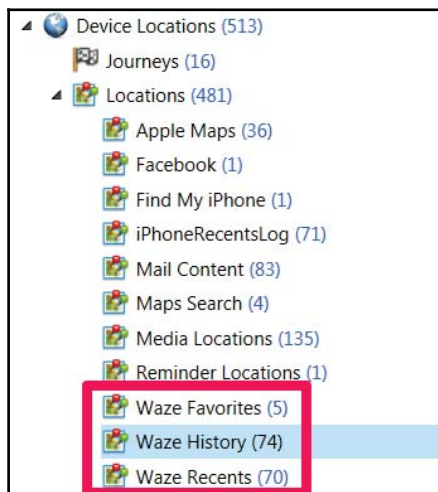 Device Locations (513)
Journeys (16)
Locations (481)
Apple Maps (36)
Facebook (1)
Find My iPhone (1)
iPhoneRecentsLog (71)
Mail Content (83)
Maps Search (4)
Media Locations (135)
Reminder Locations (1)
Waze Favorites (5)
Waze History (74)
Waze Recents (70)